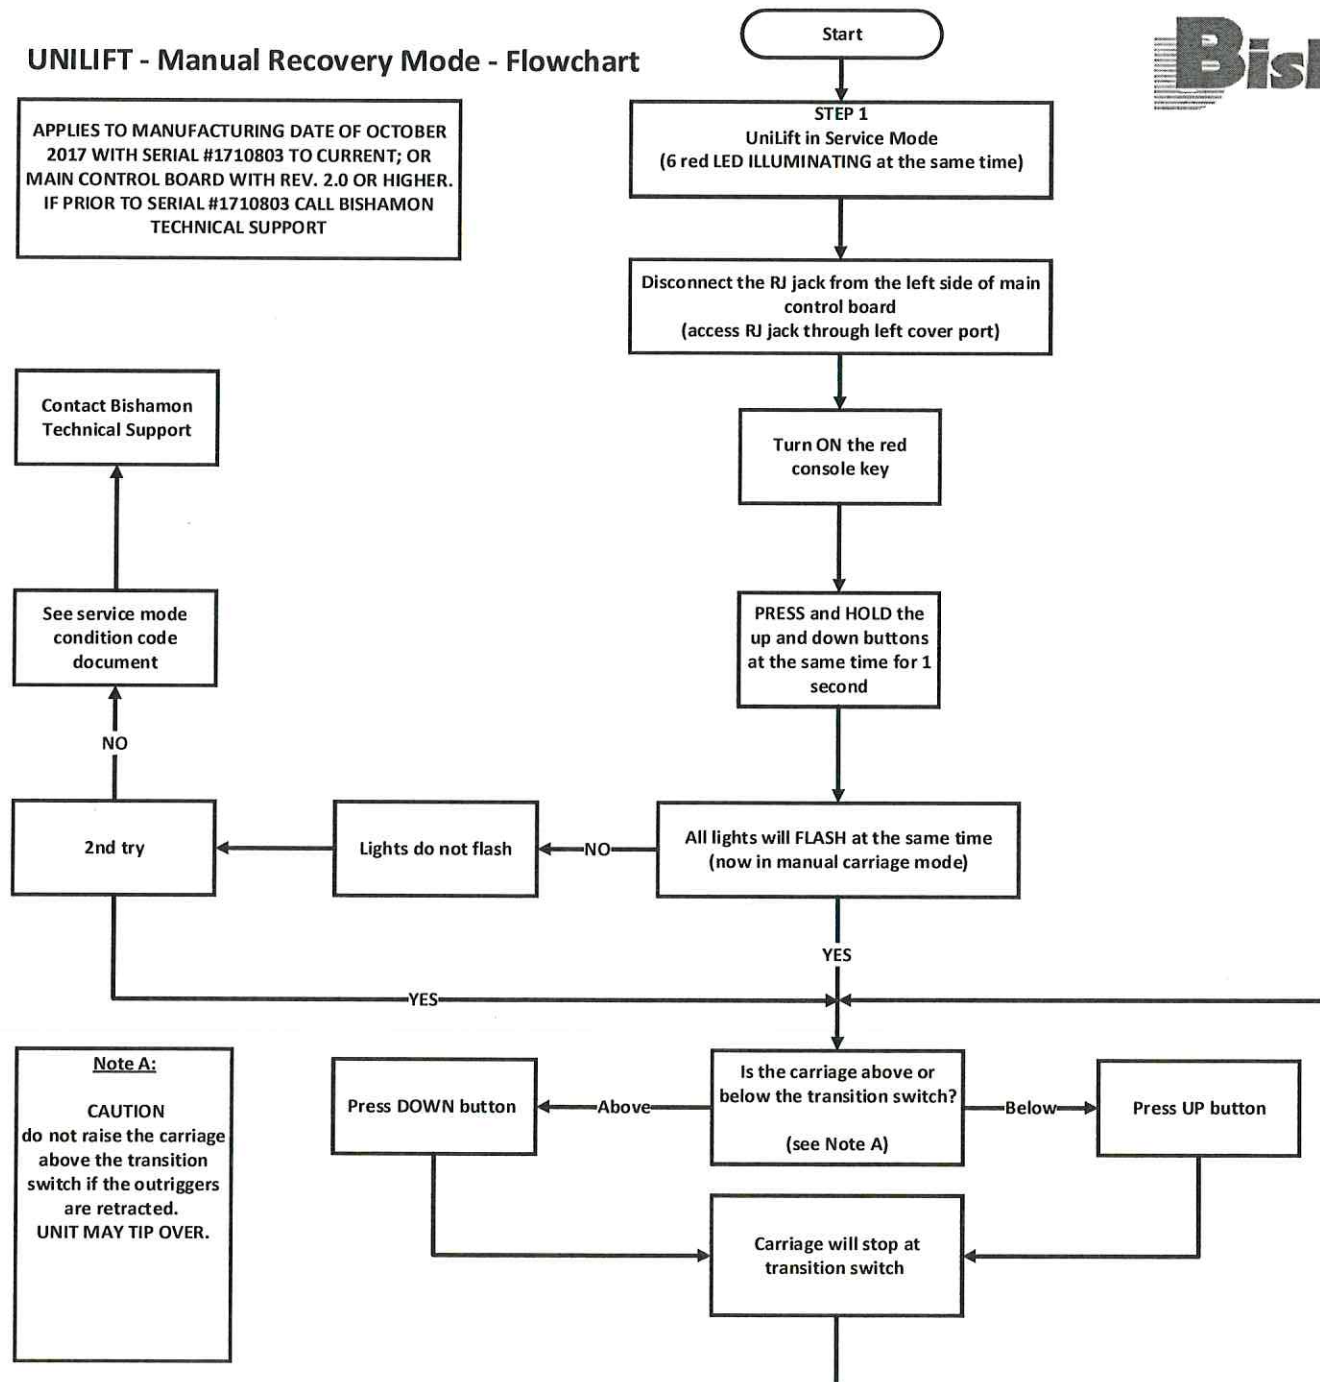 Start
UNILIFT - Manual Recovery Mode - Flowchart
APPLIES TO MANUFACTURING DATE OF OCTOBER
2017 WITH SERIAL #1710803 TO CURRENT; OR
MAIN CONTROL BOARD WITH REV. 2.0 OR HIGHER.
IF PRIOR TO SERIAL #1710803 CALL BISHAMON
TECHNICAL SUPPORT
STEP 1
UniLift in Service Mode
(6 red LED ILLUMINATING at the same time)
Disconnect the RJ jack from the left side of main
control board
(access RJ jack through left cover port)
Contact Bishamon
Technical Support
Turn ON the red
console key
See service mode
condition code
document
PRESS and HOLD the
up and down buttons
at the same time for 1
second
NO
2nd try
Lights do not flash
NO
All lights will FLASH at the same time
(now in manual carriage mode)
YES
YES
Note A:
CAUTION
do not raise the carriage
above the transition
switch if the outriggers
are retracted.
UNIT MAY TIP OVER.
Press DOWN button
Above
Is the carriage above or
below the transition switch?
(see Note A)
Below
Press UP button
Carriage will stop at
transition switch